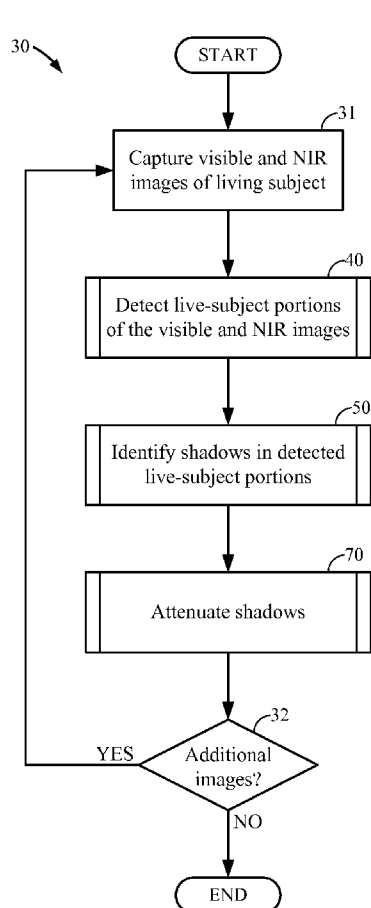 30
START
31
Capture visible and NIR
images of living subject
40
Detect live-subject portions
of the visible and NIR images
50
Identify shadows in detected
live-subject portions
70
Attenuate shadows
32
Additional
images?
YES
NO
END